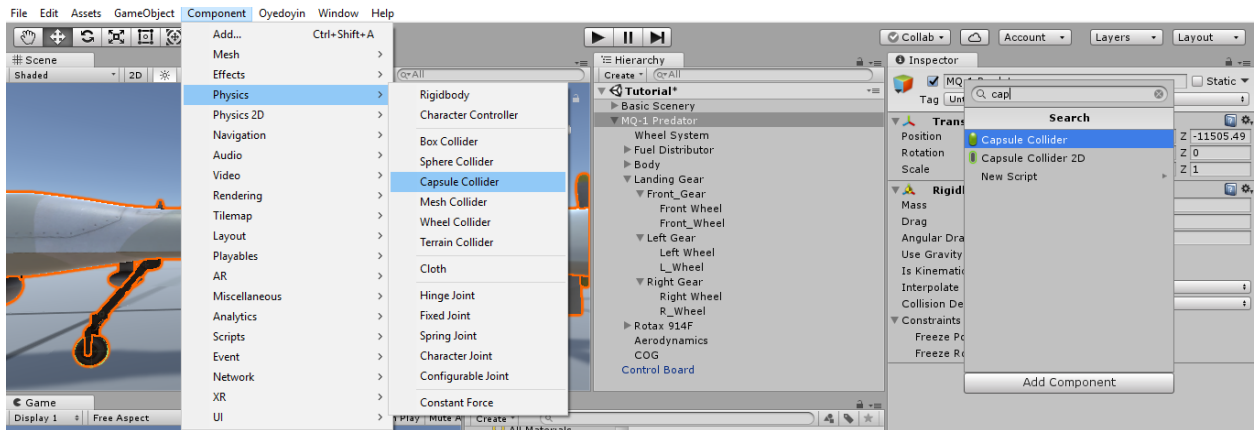 File Edit Assets GameObject Component Oyedoyin Window Help
Collab Account Layers Layout
# Scene
Shaded 2D
All
Add... Ctrl+Shift+A
Mesh
Effects
Physics
Physics 2D
Navigation
Audio
Video
Rendering
Tilemap
Layout
Playables
AR
Miscellaneous
Analytics
Scripts
Event
Network
XR
UI
Rigidbody
Character Controller
Box Collider
Sphere Collider
Capsule Collider
Mesh Collider
Wheel Collider
Terrain Collider
Cloth
Hinge Joint
Fixed Joint
Spring Joint
Character Joint
Configurable Joint
Constant Force
Hierarchy
Create All
Tutorial*
Basic Scenery
MQ-1 Predator
Wheel System
Fuel Distributor
Body
Landing Gear
Front_Gear
Front Wheel
Front_Wheel
Left Gear
Left Wheel
L_Wheel
Right Gear
Right Wheel
R_Wheel
Rotax 914F
Aerodynamics
COG
Control Board
Inspector
MQ-1 Predator Static
Tag
Position Z -11505.49
Rotation Z 0
Scale Z 1
Mass
Drag
Angular Dra
Use Gravity
Is Kinematic
Interpolate
Collision De
Constraints
Freeze
Freeze
cap
Search
Capsule Collider
Capsule Collider 2D
New Script
Add Component
Game
Display 1 Free Aspect
Play Mute A Create
All Materials